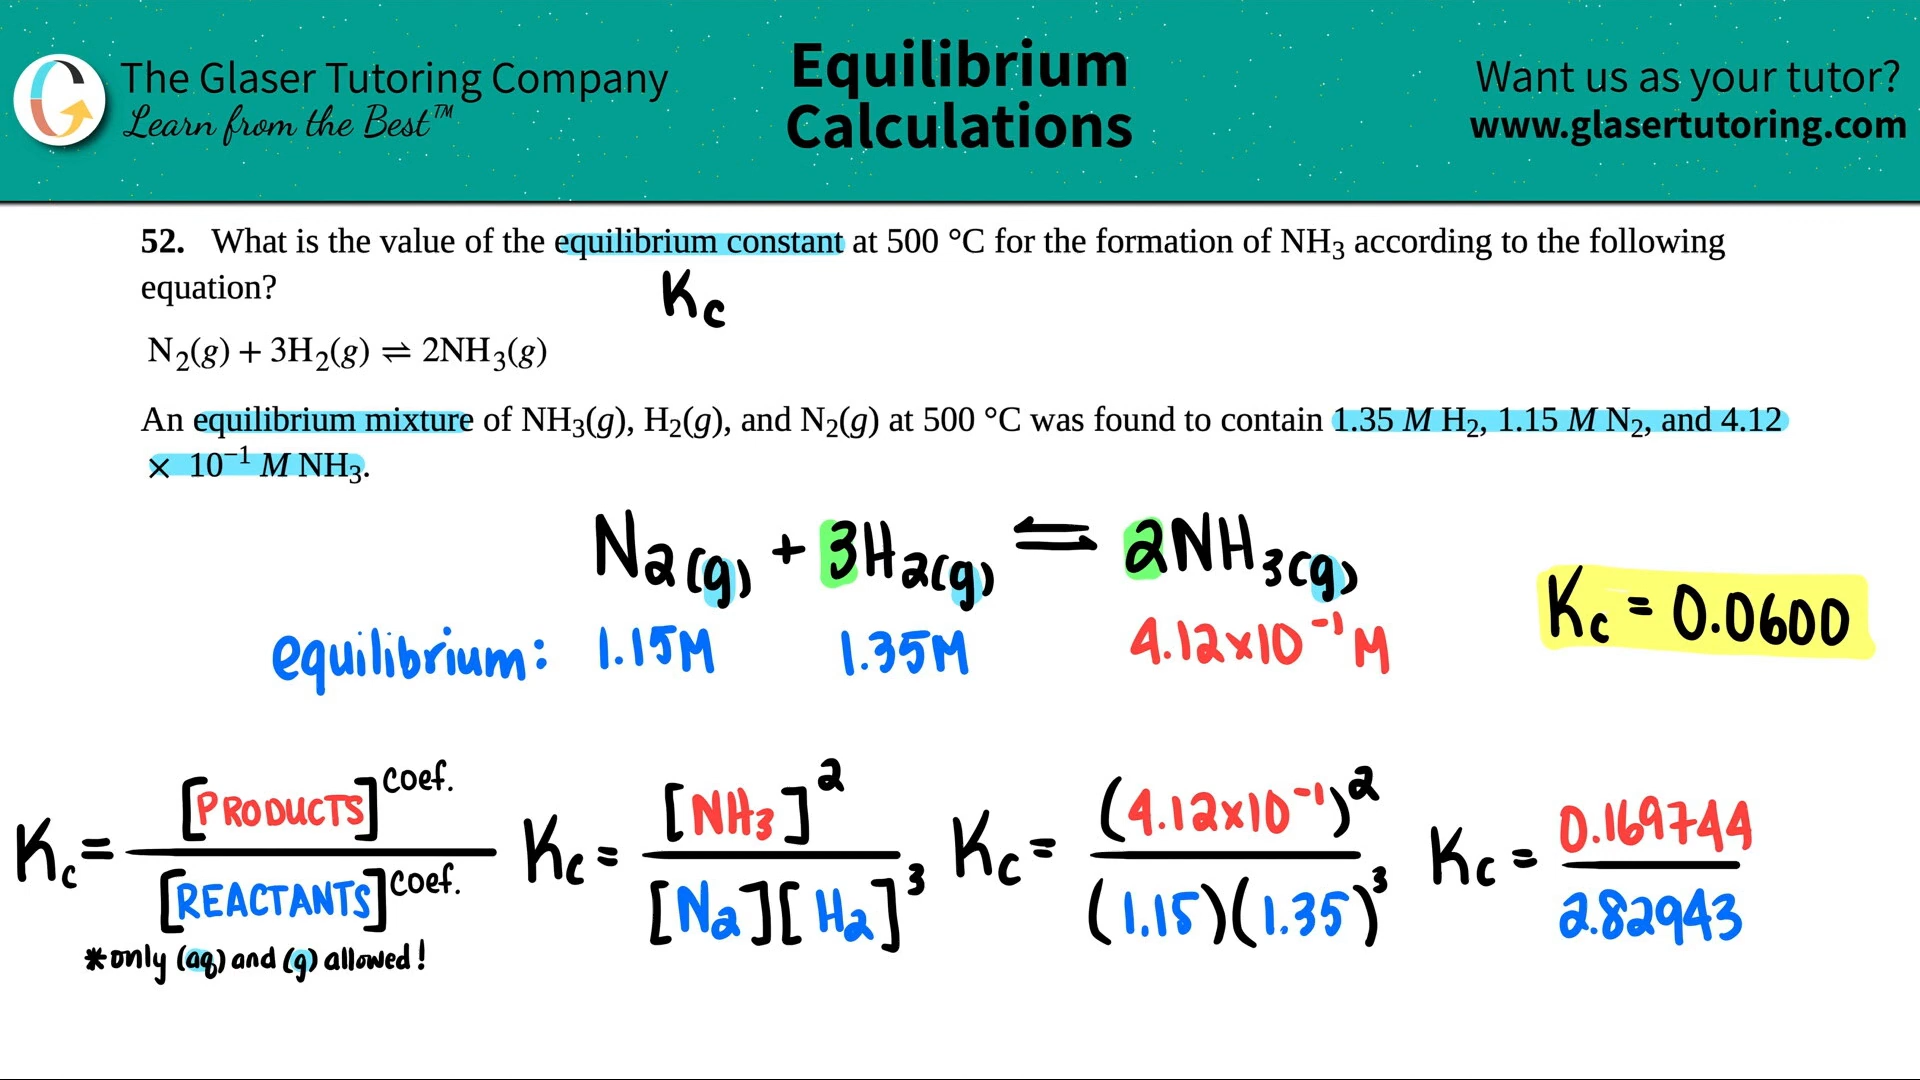 The Glaser Tutoring Company
Learn from the Best™
Equilibrium
Calculations
Want us as your tutor?
www.glasertutoring.com
52. What is the value of the equilibrium constant at 500 °C for the formation of NH₃ according to the following
equation?
Kc
N₂(g) + 3H₂(g) ⇌ 2NH₃(g)
An equilibrium mixture of NH₃(g), H₂(g), and N₂(g) at 500 °C was found to contain 1.35 M H₂, 1.15 M N₂, and 4.12
× 10⁻¹ M NH₃.
N₂(g) + 3H₂(g) ⇌ 2NH₃(g)
equilibrium: 1.15M 1.35M 4.12x10⁻¹ M
Kc = 0.0600
Kc = [PRODUCTS]^coef. / [REACTANTS]^coef.
*only (aq) and (g) allowed!
Kc = [NH₃]² / [N₂][H₂]³
Kc = (4.12x10⁻¹)² / (1.15)(1.35)³
Kc = 0.169744 / 2.82943